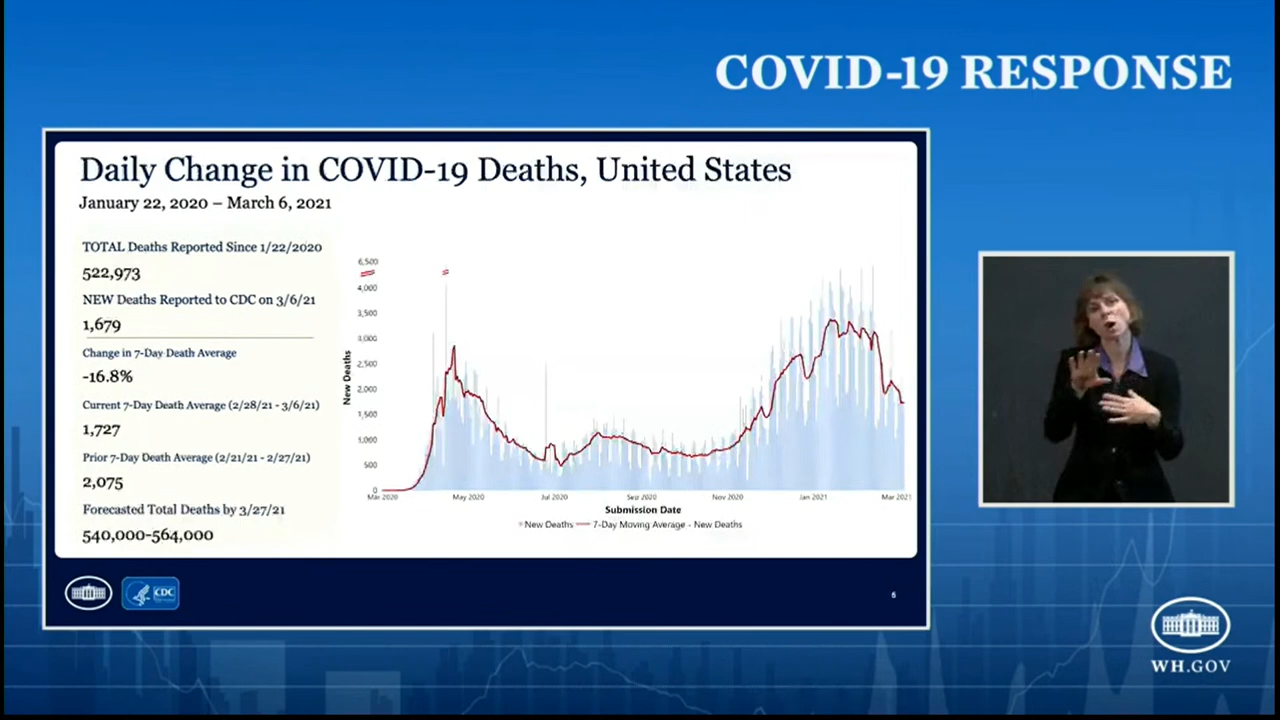 COVID-19 RESPONSE
Daily Change in COVID-19 Deaths, United States
January 22, 2020 – March 6, 2021
TOTAL Deaths Reported Since 1/22/2020
522,973
NEW Deaths Reported to CDC on 3/6/21
1,679
Change in 7-Day Death Average
-16.8%
Current 7-Day Death Average (2/28/21 - 3/6/21)
1,727
Prior 7-Day Death Average (2/21/21 - 2/27/21)
2,075
Forecasted Total Deaths by 3/27/21
540,000-564,000
New Deaths
6,500
4,000
3,500
3,000
2,500
2,000
1,500
1,000
500
0
Mar 2020 May 2020 Jul 2020 Sep 2020 Nov 2020 Jan 2021 Mar 2021
Submission Date
New Deaths 7-Day Moving Average - New Deaths
CDC
6
WH.GOV